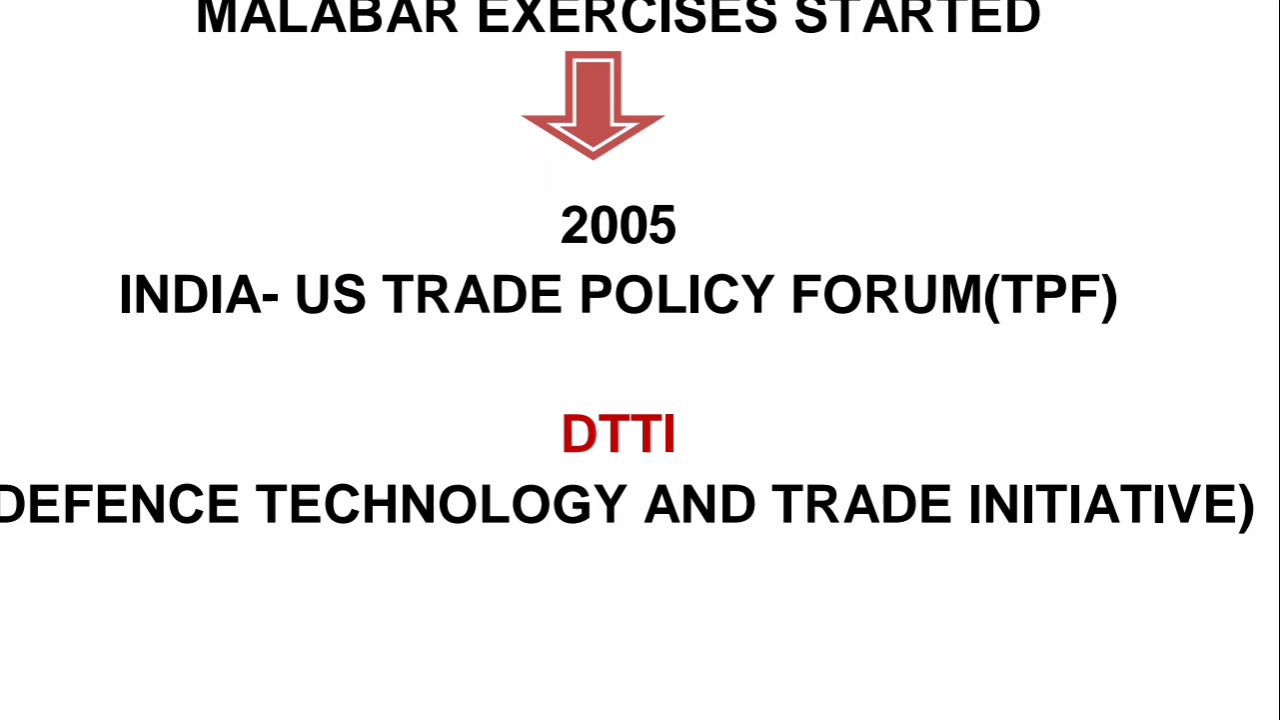 MALABAR EXERCISES STARTED
2005
INDIA- US TRADE POLICY FORUM(TPF)
DTTI
DEFENCE TECHNOLOGY AND TRADE INITIATIVE)